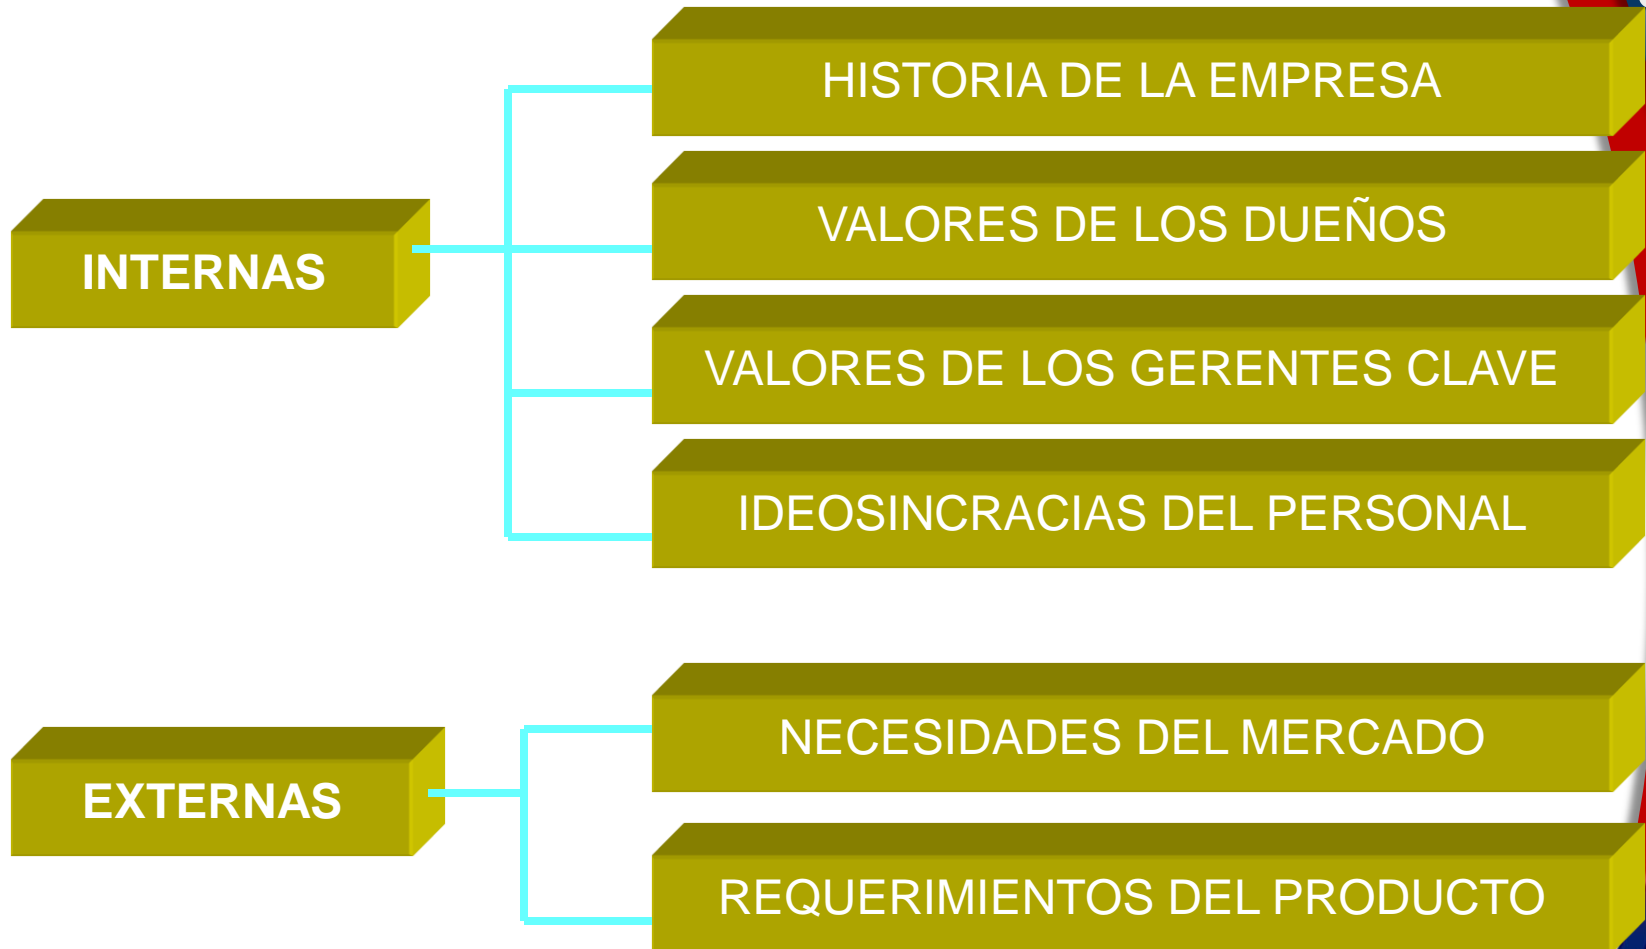 HISTORIA DE LA EMPRESA
VALORES DE LOS DUEÑOS
INTERNAS
VALORES DE LOS GERENTES CLAVE
IDEOSINCRACIAS DEL PERSONAL
NECESIDADES DEL MERCADO
EXTERNAS
REQUERIMIENTOS DEL PRODUCTO